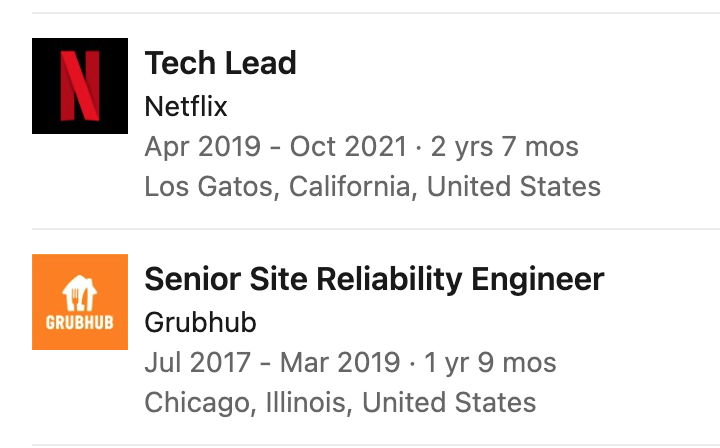 Tech Lead
Netflix
Apr 2019 - Oct 2021 · 2 yrs 7 mos
Los Gatos, California, United States
GRUBHUB
Senior Site Reliability Engineer
Grubhub
Jul 2017 - Mar 2019 · 1 yr 9 mos
Chicago, Illinois, United States